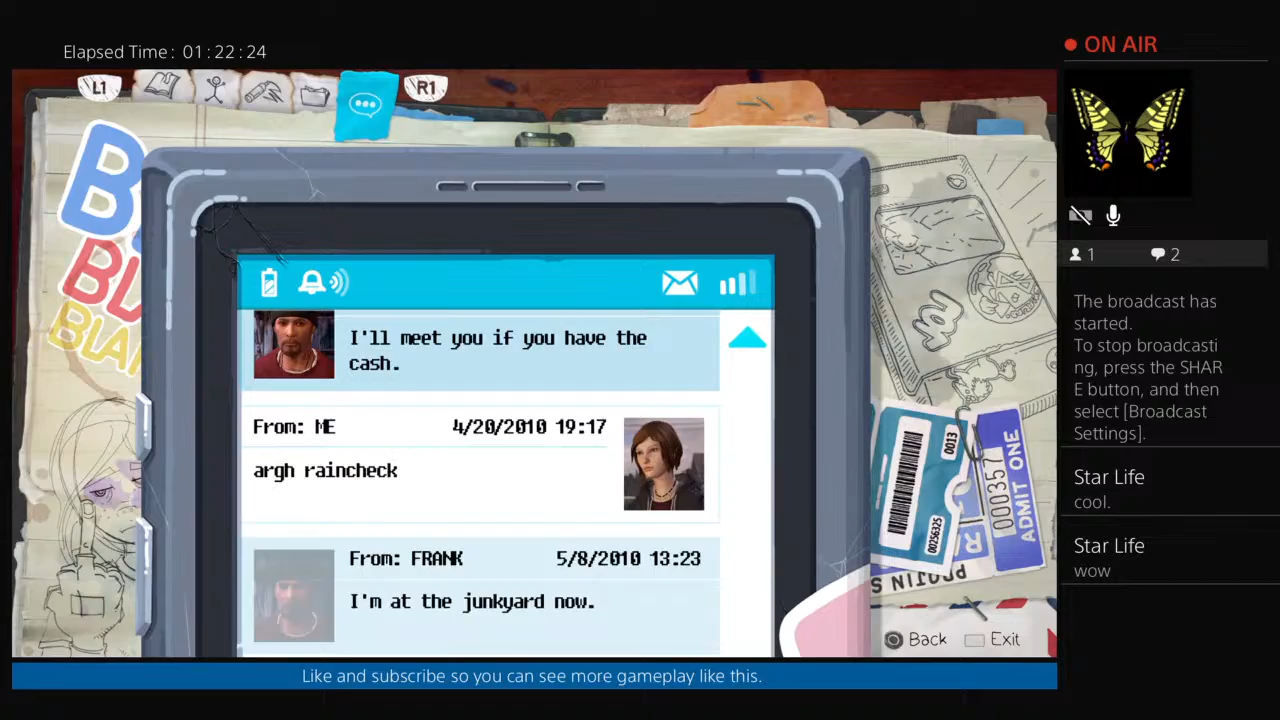 Elapsed Time: 01:22:24
ON AIR
L1
R1
1
2
The broadcast has
started.
To stop broadcasti
ng, press the SHAR
E button, and then
select [Broadcast
Settings].
I'll meet you if you have the
cash.
From: ME 4/20/2010 19:17
argh raincheck
From: FRANK 5/8/2010 13:23
I'm at the junkyard now.
0013
00256325
000357
ADMIT ONE
Star Life
cool.
Star Life
wow
Back
Exit
Like and subscribe so you can see more gameplay like this.